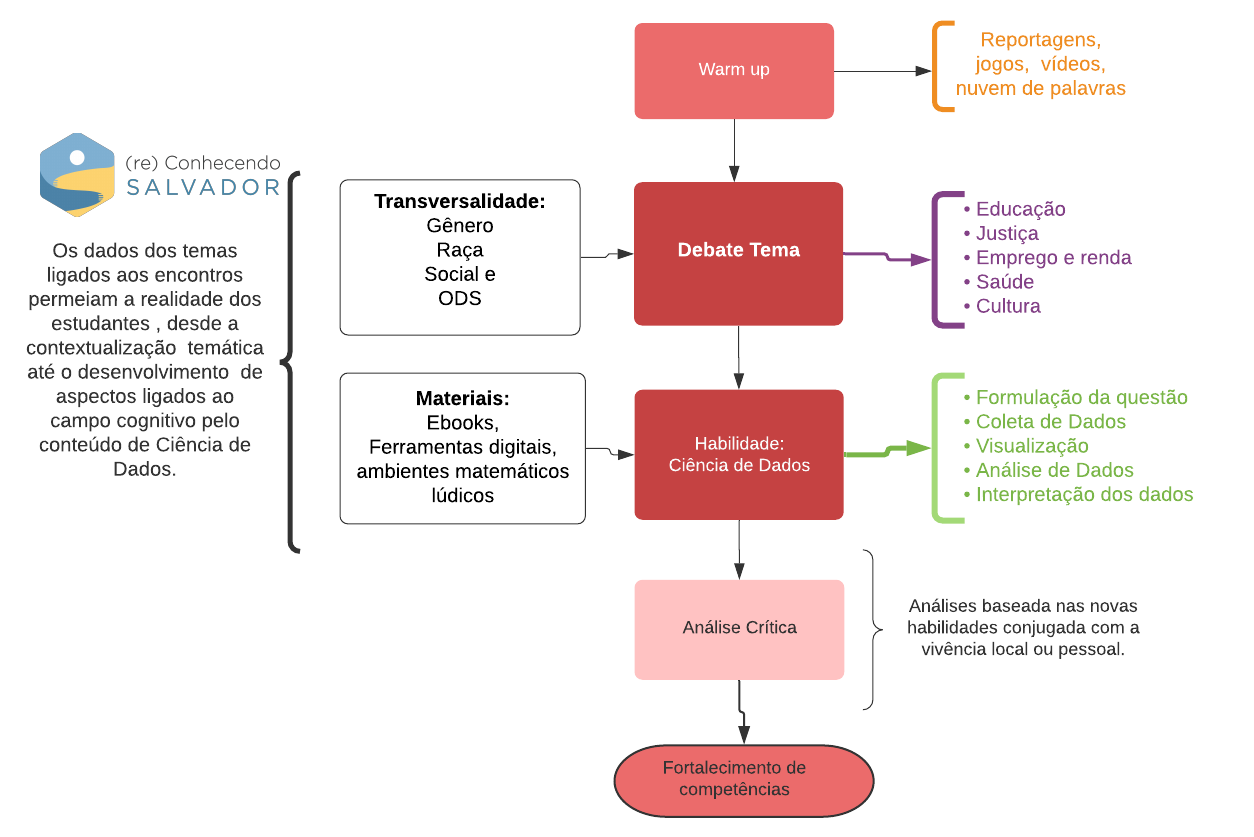 Warm up
Reportagens,
jogos, vídeos,
nuvem de palavras
(re) Conhecendo
SALVADOR
Os dados dos temas
ligados aos encontros
permeiam a realidade dos
estudantes , desde a
contextualização temática
até o desenvolvimento de
aspectos ligados ao
campo cognitivo pelo
conteúdo de Ciência de
Dados.
Transversalidade:
Gênero
Raça
Social e
ODS
Debate Tema
• Educação
• Justiça
• Emprego e renda
• Saúde
• Cultura
Materiais:
Ebooks,
Ferramentas digitais,
ambientes matemáticos
lúdicos
Habilidade:
Ciência de Dados
• Formulação da questão
• Coleta de Dados
• Visualização
• Análise de Dados
• Interpretação dos dados
Análise Crítica
Análises baseada nas novas
habilidades conjugada com a
vivência local ou pessoal.
Fortalecimento de
competências